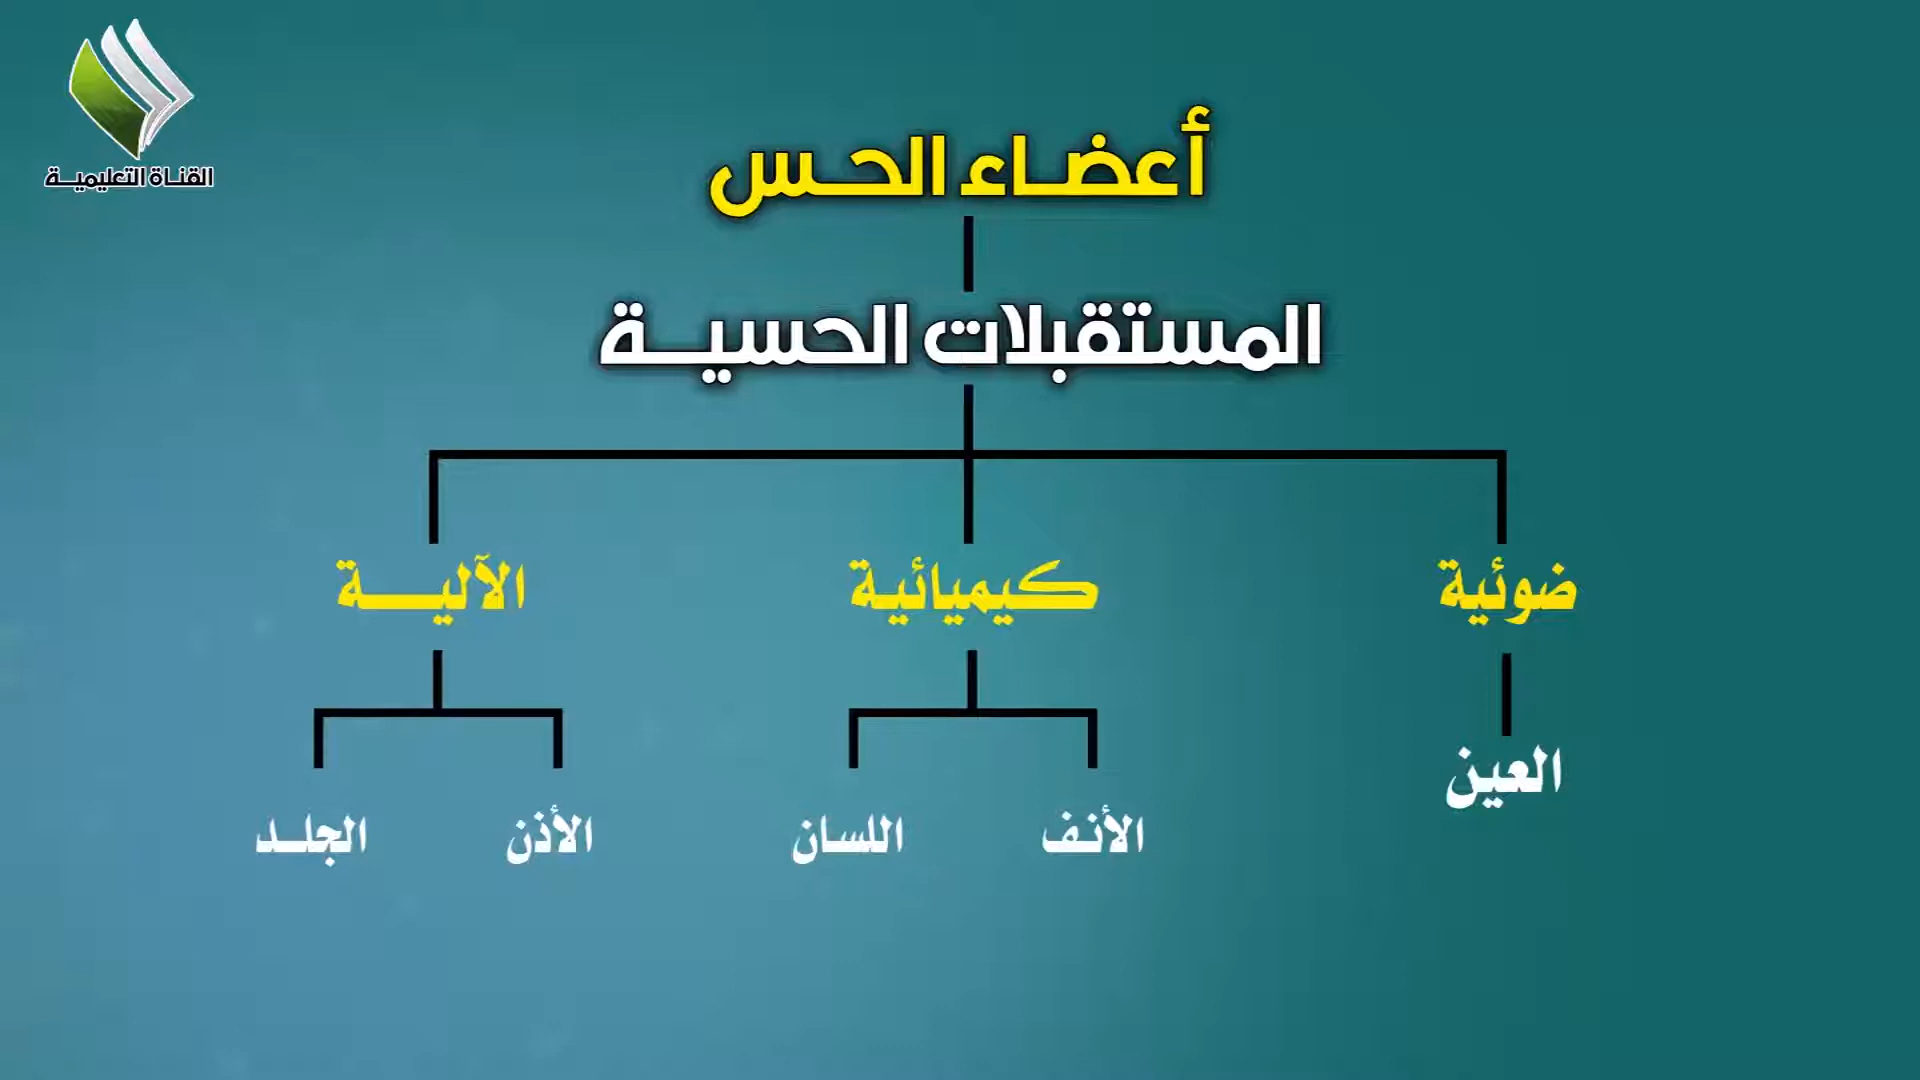 القناة التعليمية
أعضاء الحس
المستقبلات الحسية
ضوئية
كيميائية
الآلية
العين
الأنف
اللسان
الأذن
الجلد